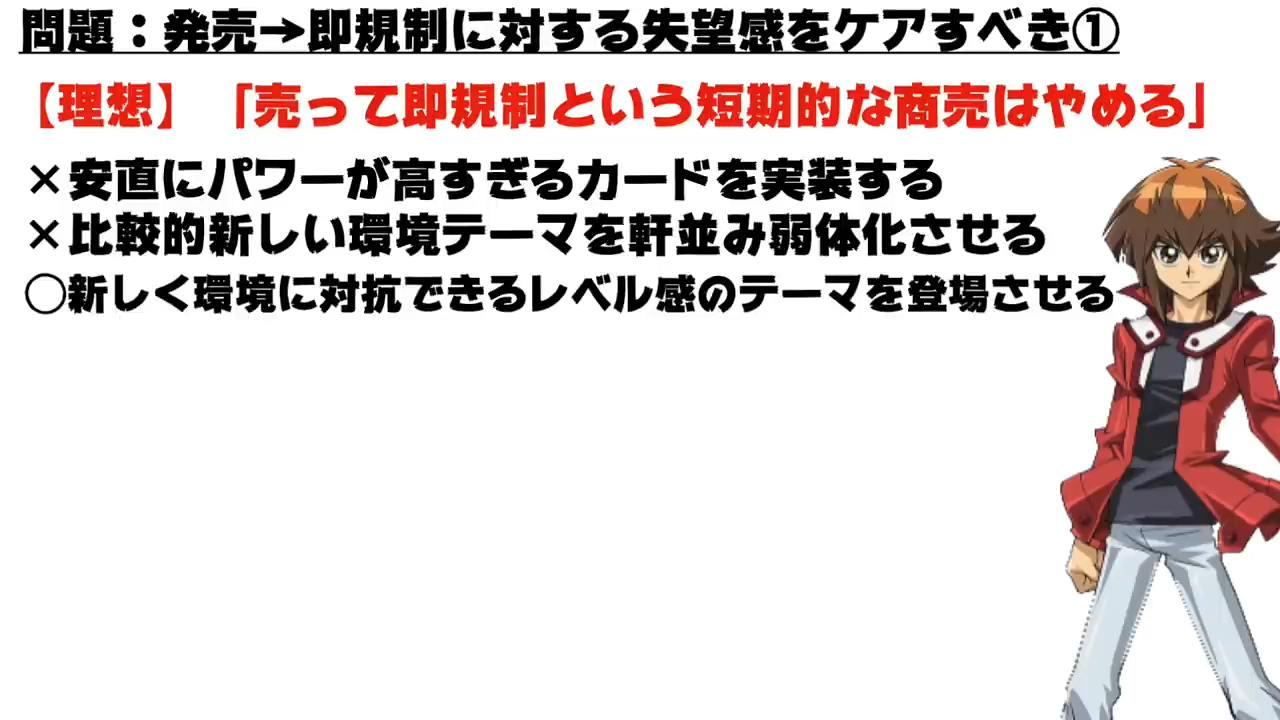 問題：発売→即規制に対する失望感をケアすべき①
【理想】「売って即規制という短期的な商売はやめる」
×安直にパワーが高すぎるカードを実装する
×比較的新しい環境テーマを軒並み弱体化させる
○新しく環境に対抗できるレベル感のテーマを登場させる